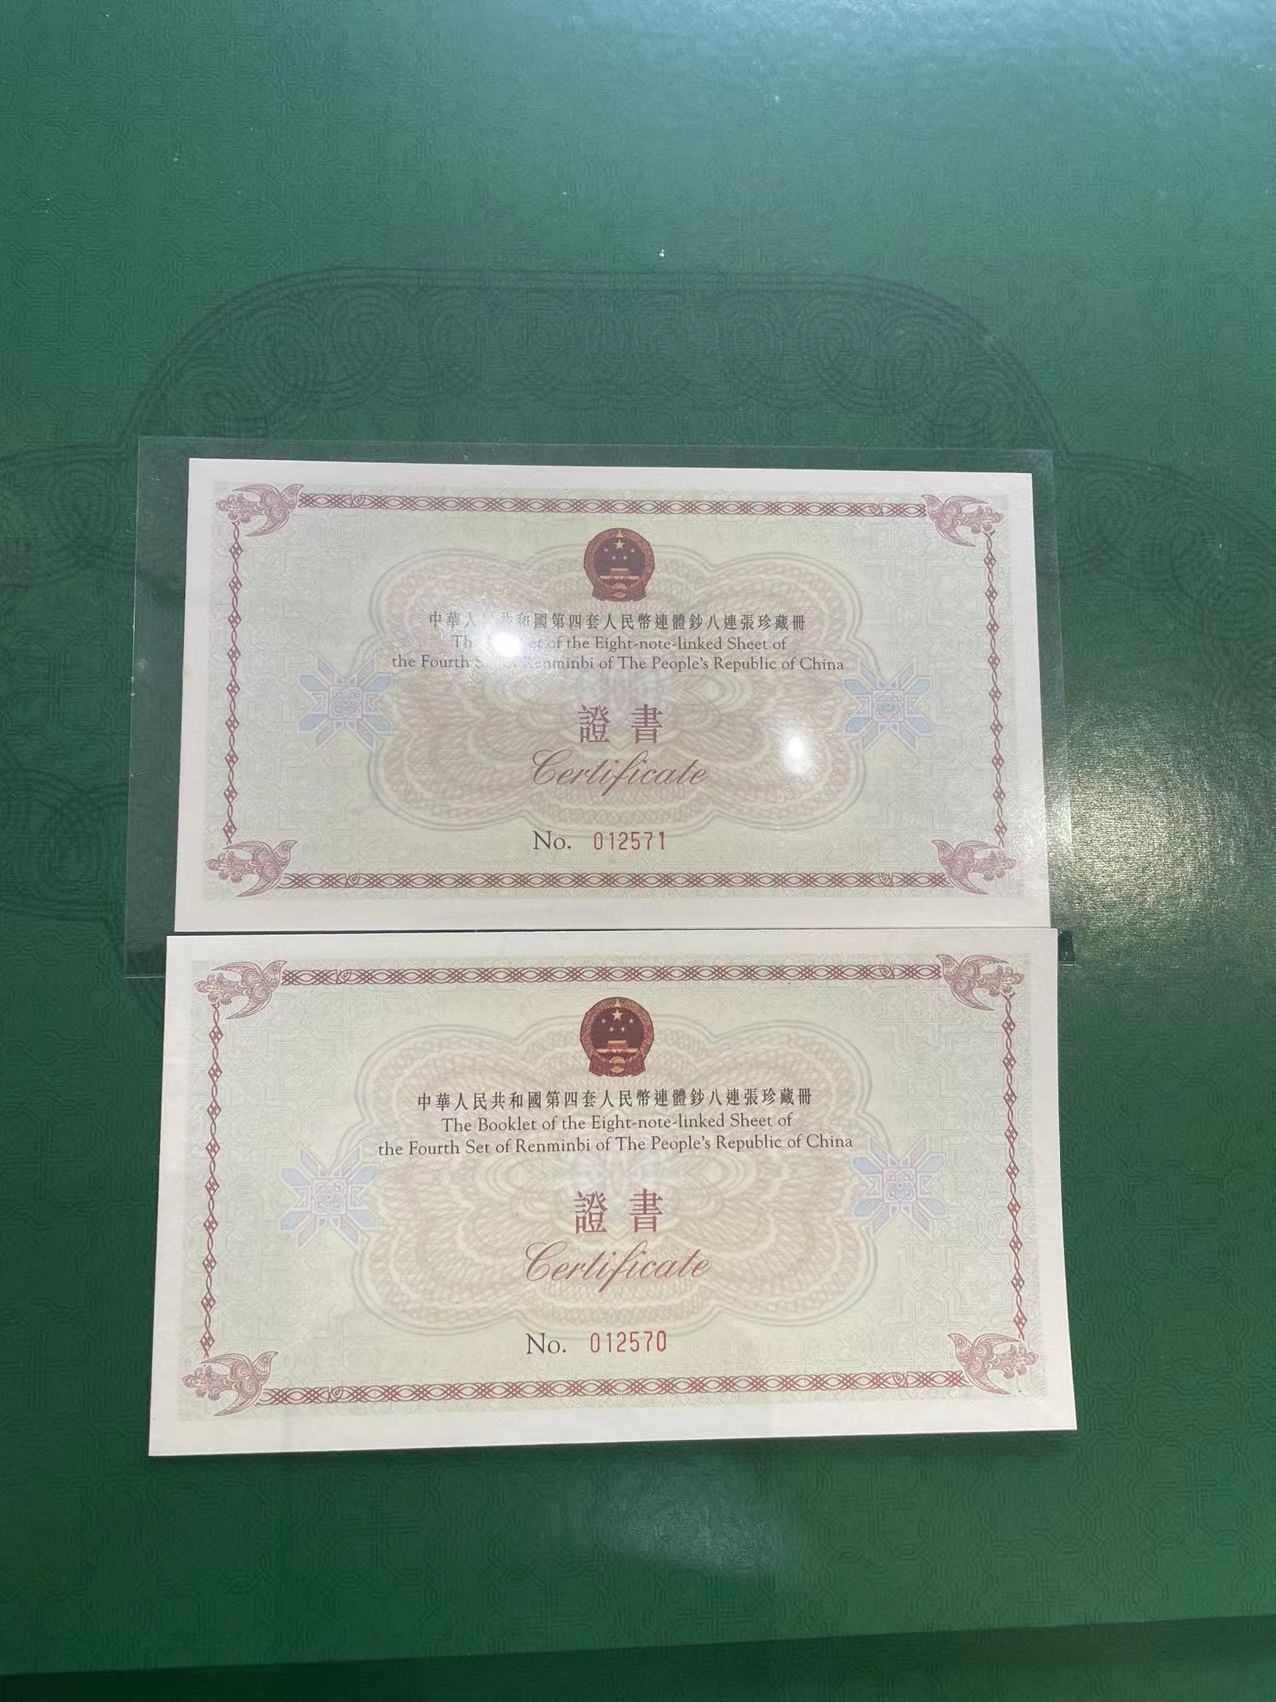 中華人 共和國第四套人民幣連體鈔八連張珍藏冊
of the Eight-note-linked Sheet of
the Fourth of Renminbi of The People's Republic of China
證書
Certificate
No. 012571
中華人民共和國第四套人民幣連體鈔八連張珍藏冊
The Booklet of the Eight-note-linked Sheet of
the Fourth Set of Renminbi of The People's Republic of China
證書
Certificate
No. 012570